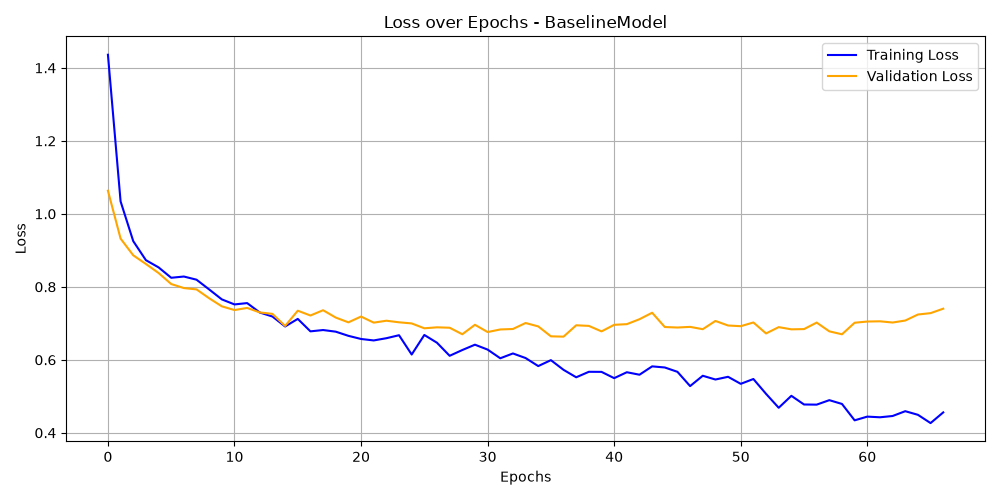 Loss over Epochs - BaselineModel
Training Loss
Validation Loss
1.4
1.2
1.0
0.8
0.6
0.4
Loss
0 10 20 30 40 50 60
Epochs